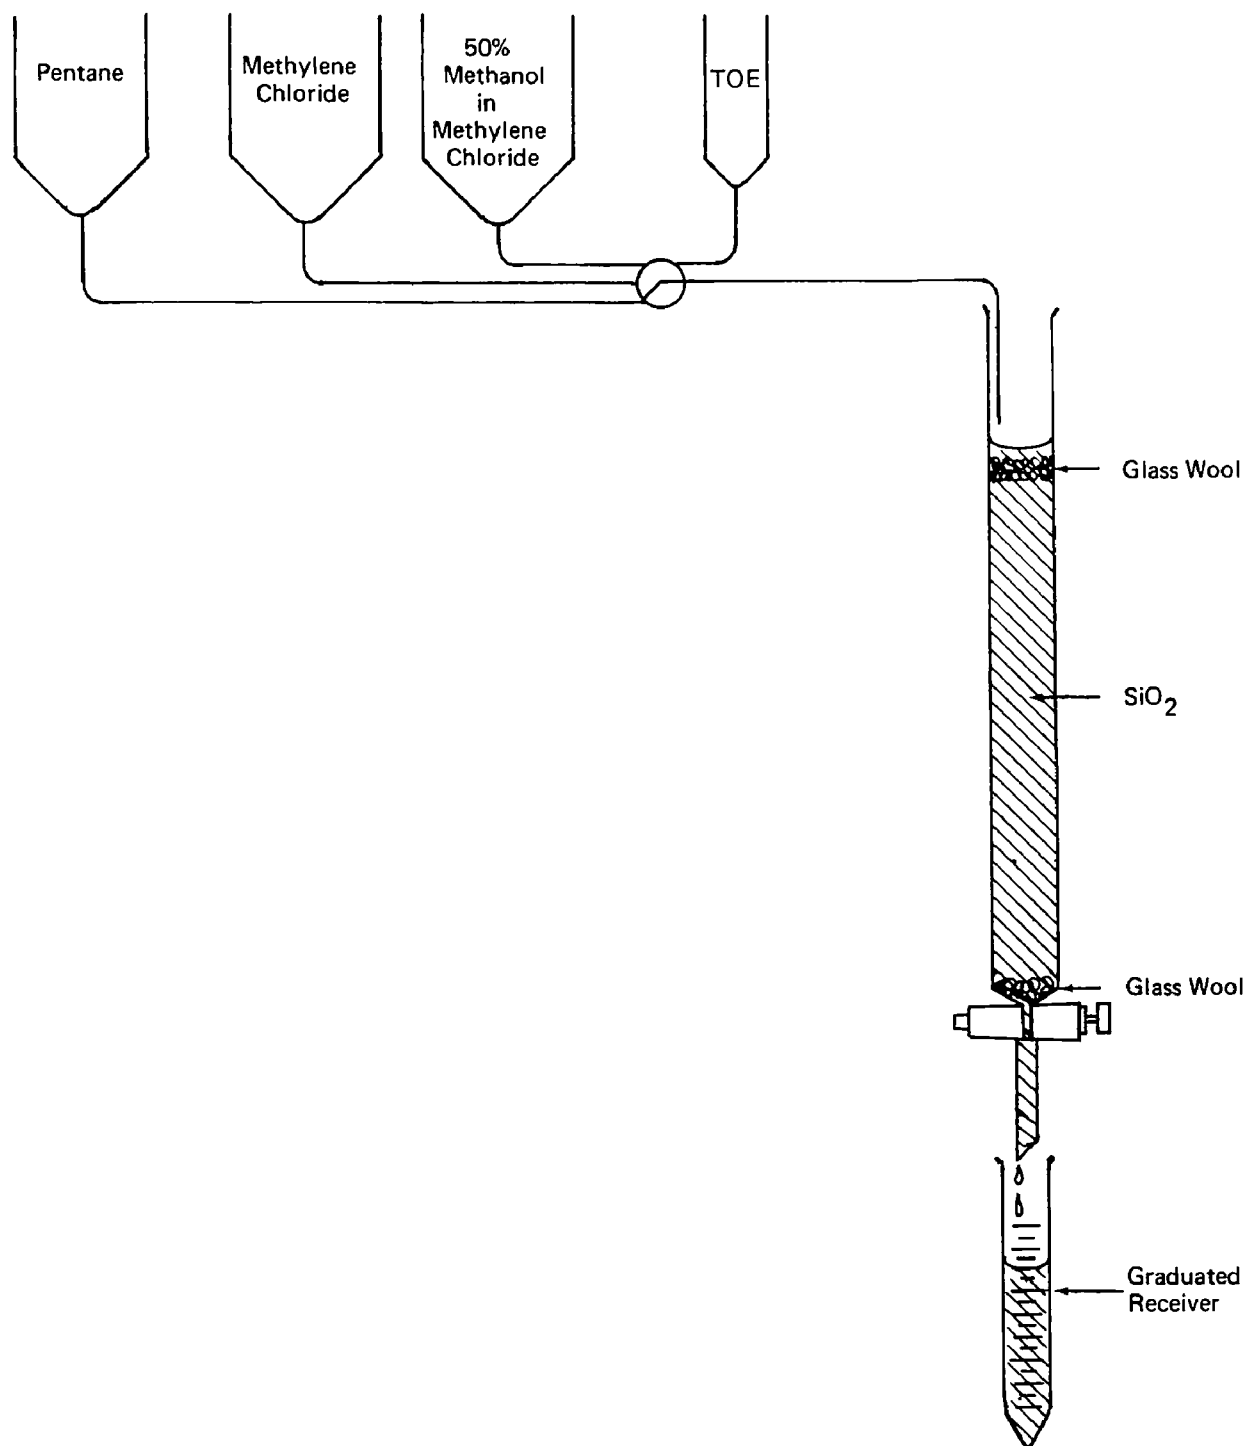 Pentane
Methylene
Chloride
50%
Methanol
in
Methylene
Chloride
TOE
Glass Wool
SiO2
Glass Wool
Graduated
Receiver